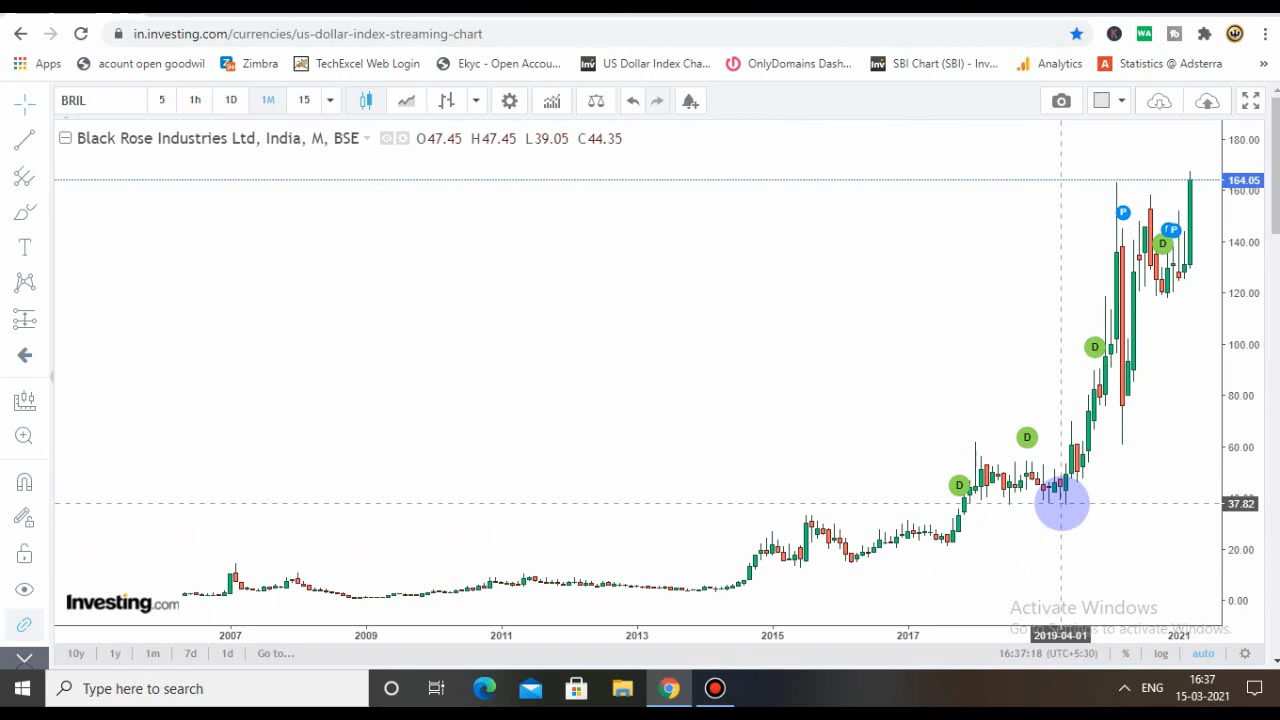 in.investing.com/currencies/us-dollar-index-streaming-chart
Apps acount open goodwil Zimbra TechExcel Web Login Ekyc - Open Accou... US Dollar Index Cha... OnlyDomains Dash... SBI Chart (SBI) - Inv... Analytics Statistics @ Adsterra »
BRIL 5 1h 1D 1M 15
Black Rose Industries Ltd, India, M, BSE O47.45 H47.45 L39.05 C44.35
180.00
164.05
160.00
P
P
D
140.00
120.00
D
100.00
80.00
D
60.00
D
37.82
20.00
0.00
Investing.com
Activate Windows
Go to Settings to activate Windows.
2007 2009 2011 2013 2015 2017 2019-04-01 2021
10y 1y 1m 7d 1d Go to... 16:37:18 (UTC+5:30) % log auto
Type here to search
ENG
16:37
15-03-2021